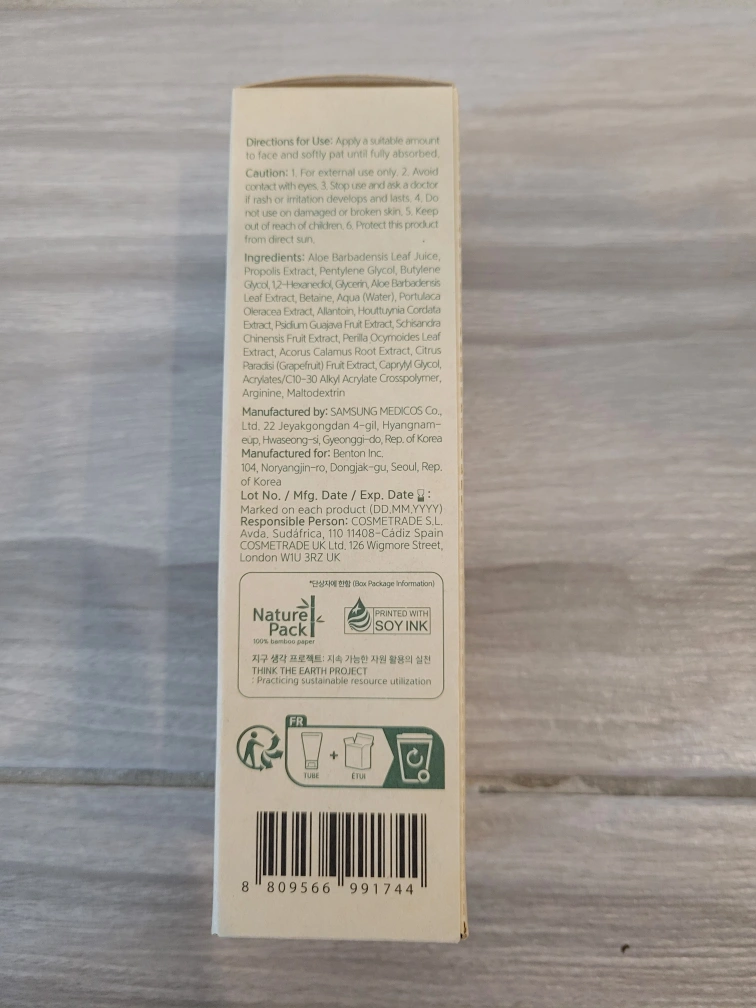 Directions for Use: Apply a suitable amount
to face and softly pat until fully absorbed.
Caution: 1. For external use only. 2. Avoid
contact with eyes. 3. Stop use and ask a doctor
if rash or irritation develops and lasts. 4. Do
not use on damaged or broken skin. 5. Keep
out of reach of children. 6. Protect this product
from direct sun.
Ingredients: Aloe Barbadensis Leaf Juice,
Propolis Extract, Pentylene Glycol, Butylene
Glycol, 1,2-Hexanediol, Glycerin, Aloe Barbadensis
Leaf Extract, Betaine, Aqua (Water), Portulaca
Oleracea Extract, Allantoin, Houttuynia Cordata
Extract, Psidium Guajava Fruit Extract, Schisandra
Chinensis Fruit Extract, Perilla Ocymoides Leaf
Extract, Acorus Calamus Root Extract, Citrus
Paradisi (Grapefruit) Fruit Extract, Caprylyl Glycol,
Acrylates/C10-30 Alkyl Acrylate Crosspolymer,
Arginine, Maltodextrin
Manufactured by: SAMSUNG MEDICOS Co.,
Ltd. 22 Jeyakgongdan 4-gil, Hyangnam-
eup, Hwaseong-si, Gyeonggi-do, Rep. of Korea
Manufactured for: Benton Inc.
104, Noryangjin-ro, Dongjak-gu, Seoul, Rep.
of Korea
Lot No. / Mfg. Date / Exp. Date :
Marked on each product (DD.MM.YYYY)
Responsible Person: COSMETRADE S.L.
Avda. Sudáfrica, 110 11408-Cádiz Spain
COSMETRADE UK Ltd. 126 Wigmore Street,
London W1U 3RZ UK
*단상자에 한함 (Box Package Information)
Nature
Pack
100% bamboo paper
PRINTED WITH
SOY INK
지구 생각 프로젝트: 지속 가능한 자원 활용의 실천
THINK THE EARTH PROJECT
: Practicing sustainable resource utilization
FR
TUBE + ÉTUI
8 809566 991744